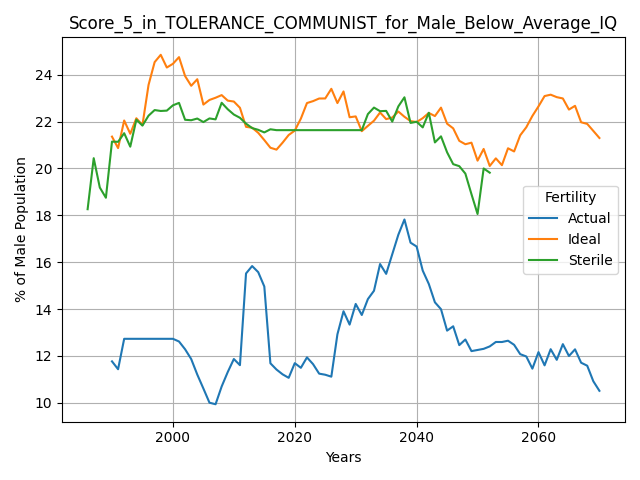 Score_5_in_TOLERANCE_COMMUNIST_for_Male_Below_Average_IQ
% of Male Population
24
22
20
18
16
14
12
10
Fertility
Actual
Ideal
Sterile
2000
2020
2040
2060
Years